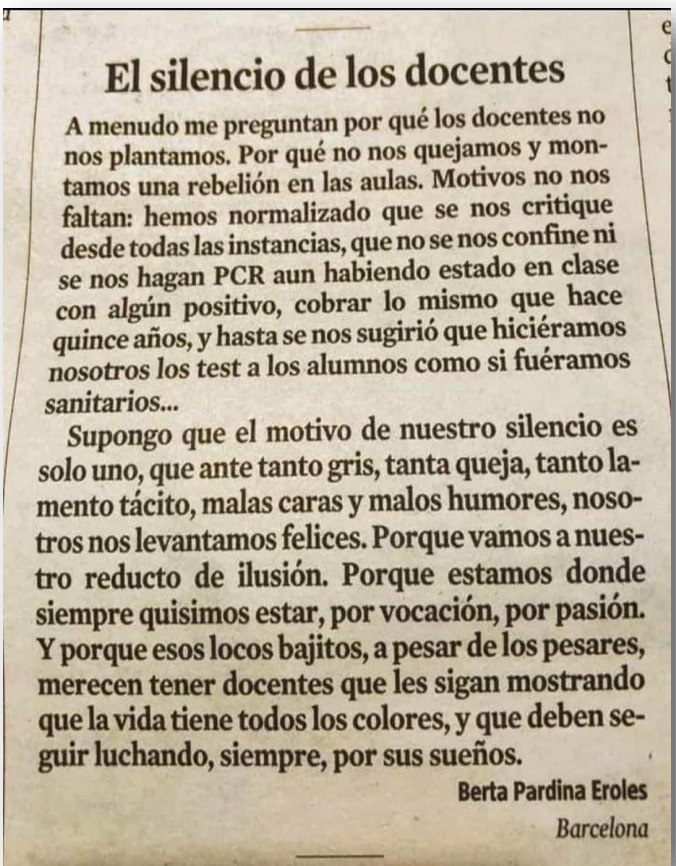 El silencio de los docentes
A menudo me preguntan por qué los docentes no
nos plantamos. Por qué no nos quejamos y mon-
tamos una rebelión en las aulas. Motivos no nos
faltan: hemos normalizado que se nos critique
desde todas las instancias, que no se nos confine ni
se nos hagan PCR aun habiendo estado en clase
con algún positivo, cobrar lo mismo que hace
quince años, y hasta se nos sugirió que hiciéramos
nosotros los test a los alumnos como si fuéramos
sanitarios...
Supongo que el motivo de nuestro silencio es
solo uno, que ante tanto gris, tanta queja, tanto la-
mento tácito, malas caras y malos humores, noso-
tros nos levantamos felices. Porque vamos a nues-
tro reducto de ilusión. Porque estamos donde
siempre quisimos estar, por vocación, por pasión.
Y porque esos locos bajitos, a pesar de los pesares,
merecen tener docentes que les sigan mostrando
que la vida tiene todos los colores, y que deben se-
guir luchando, siempre, por sus sueños.
Berta Pardina Eroles
Barcelona